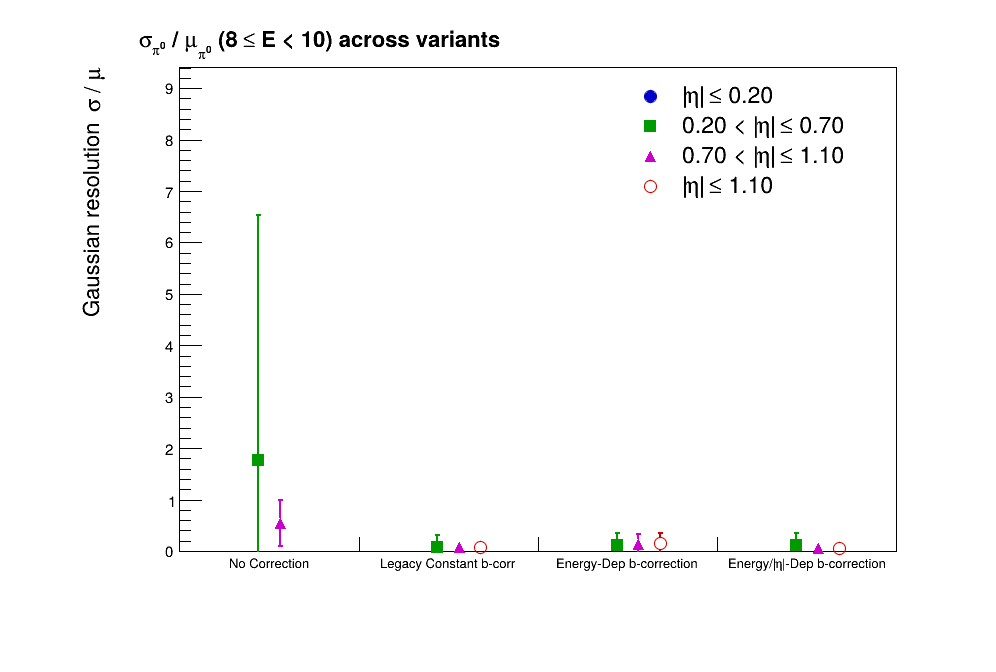 σπ⁰ / μπ⁰ (8 ≤ E < 10) across variants
Gaussian resolution σ / μ
|η| ≤ 0.20
0.20 < |η| ≤ 0.70
0.70 < |η| ≤ 1.10
|η| ≤ 1.10
9
8
7
6
5
4
3
2
1
0
No Correction
Legacy Constant b-corr
Energy-Dep b-correction
Energy/|η|-Dep b-correction